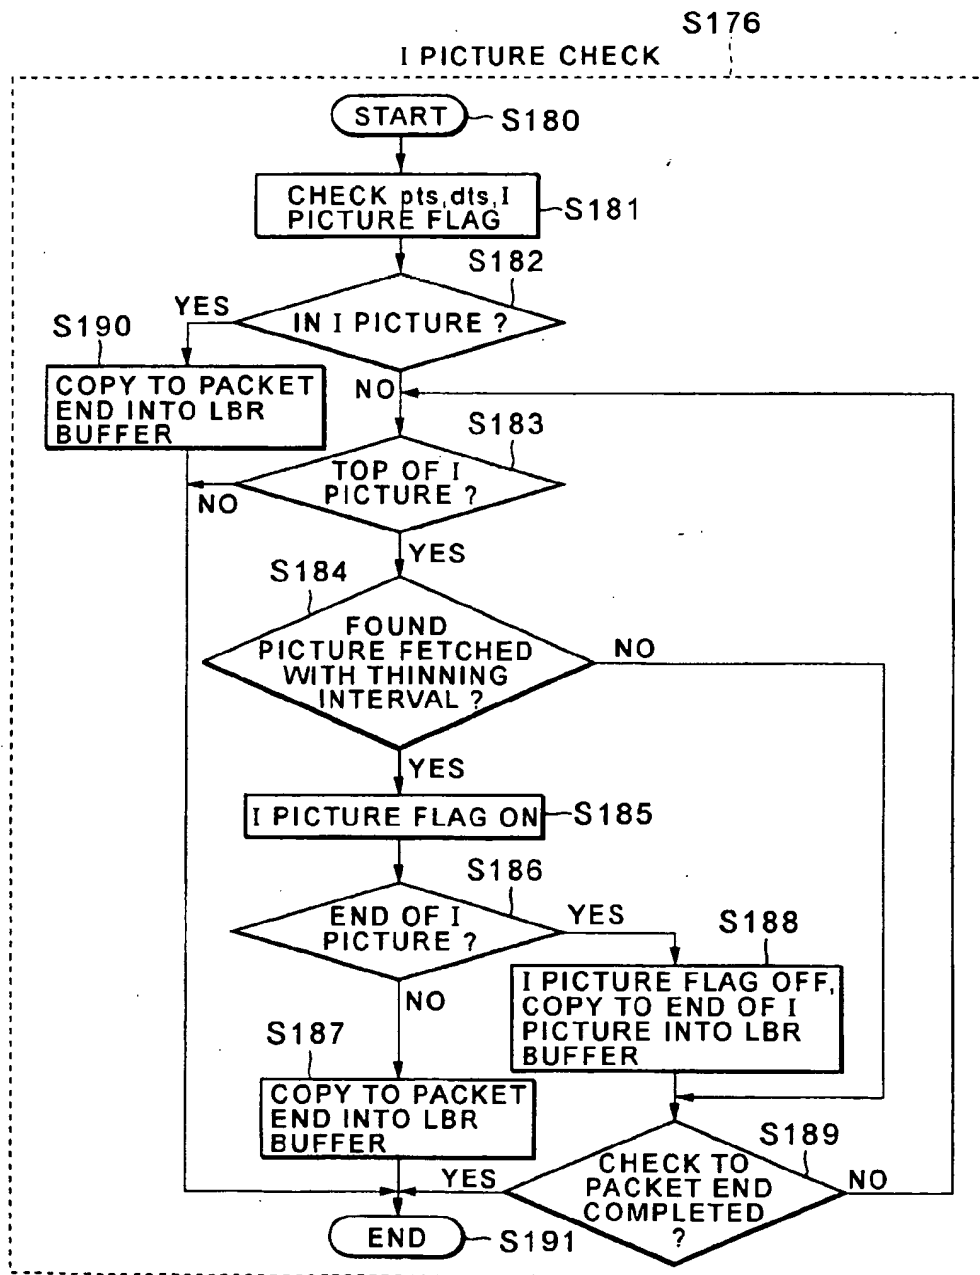 S176
I PICTURE CHECK
START
S180
CHECK pts,dts,I
PICTURE FLAG
S181
S182
IN I PICTURE ?
YES
S190
COPY TO PACKET
END INTO LBR
BUFFER
NO
S183
TOP OF I
PICTURE ?
NO
YES
S184
FOUND
PICTURE FETCHED
WITH THINNING
INTERVAL ?
NO
YES
I PICTURE FLAG ON
S185
S186
END OF I
PICTURE ?
YES
S188
I PICTURE FLAG OFF,
COPY TO END OF I
PICTURE INTO LBR
BUFFER
NO
S187
COPY TO PACKET
END INTO LBR
BUFFER
S189
CHECK TO
PACKET END
COMPLETED
?
YES
NO
END
S191